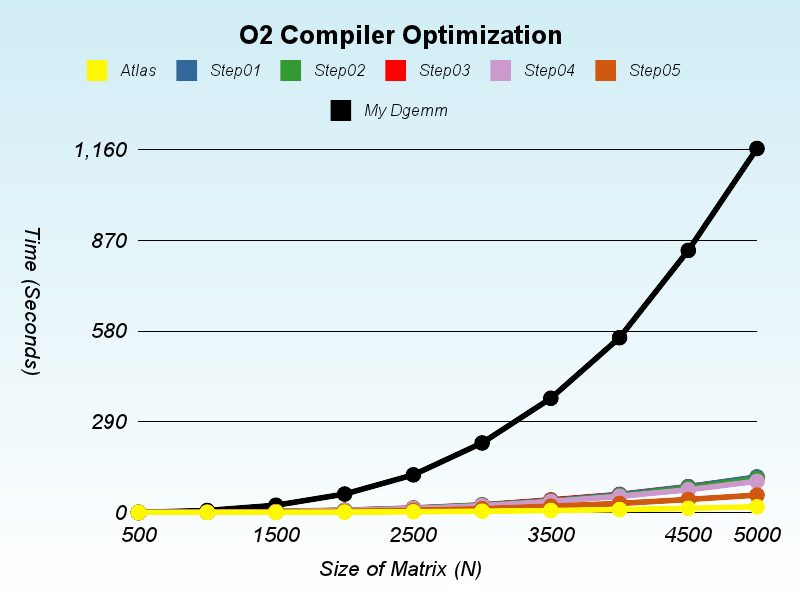 O2 Compiler Optimization
Atlas Step01 Step02 Step03 Step04 Step05
My Dgemm
1,160
870
580
290
0
Time (Seconds)
500 1500 2500 3500 4500 5000
Size of Matrix (N)